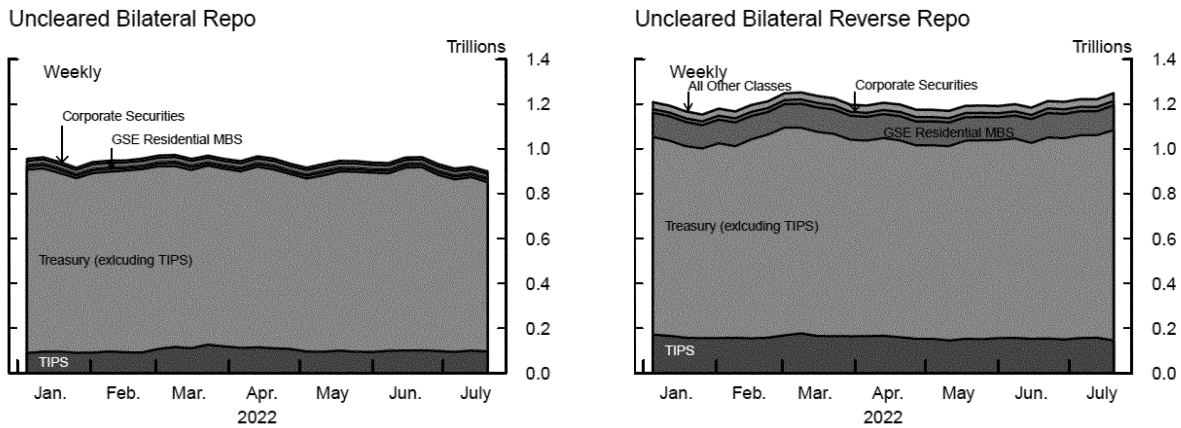 Uncleared Bilateral Repo
Trillions
Weekly
1.4
Corporate Securities
1.2
GSE Residential MBS
1.0
0.8
0.6
Treasury (exlcuding TIPS)
0.4
0.2
TIPS
0.0
Jan. Feb. Mar. Apr. May Jun. July
2022
Uncleared Bilateral Reverse Repo
Trillions
Weekly
1.4
All Other Classes
Corporate Securities
1.2
GSE Residential MBS
1.0
0.8
Treasury (exlcuding TIPS)
0.6
0.4
0.2
TIPS
0.0
Jan. Feb. Mar. Apr. May Jun. July
2022